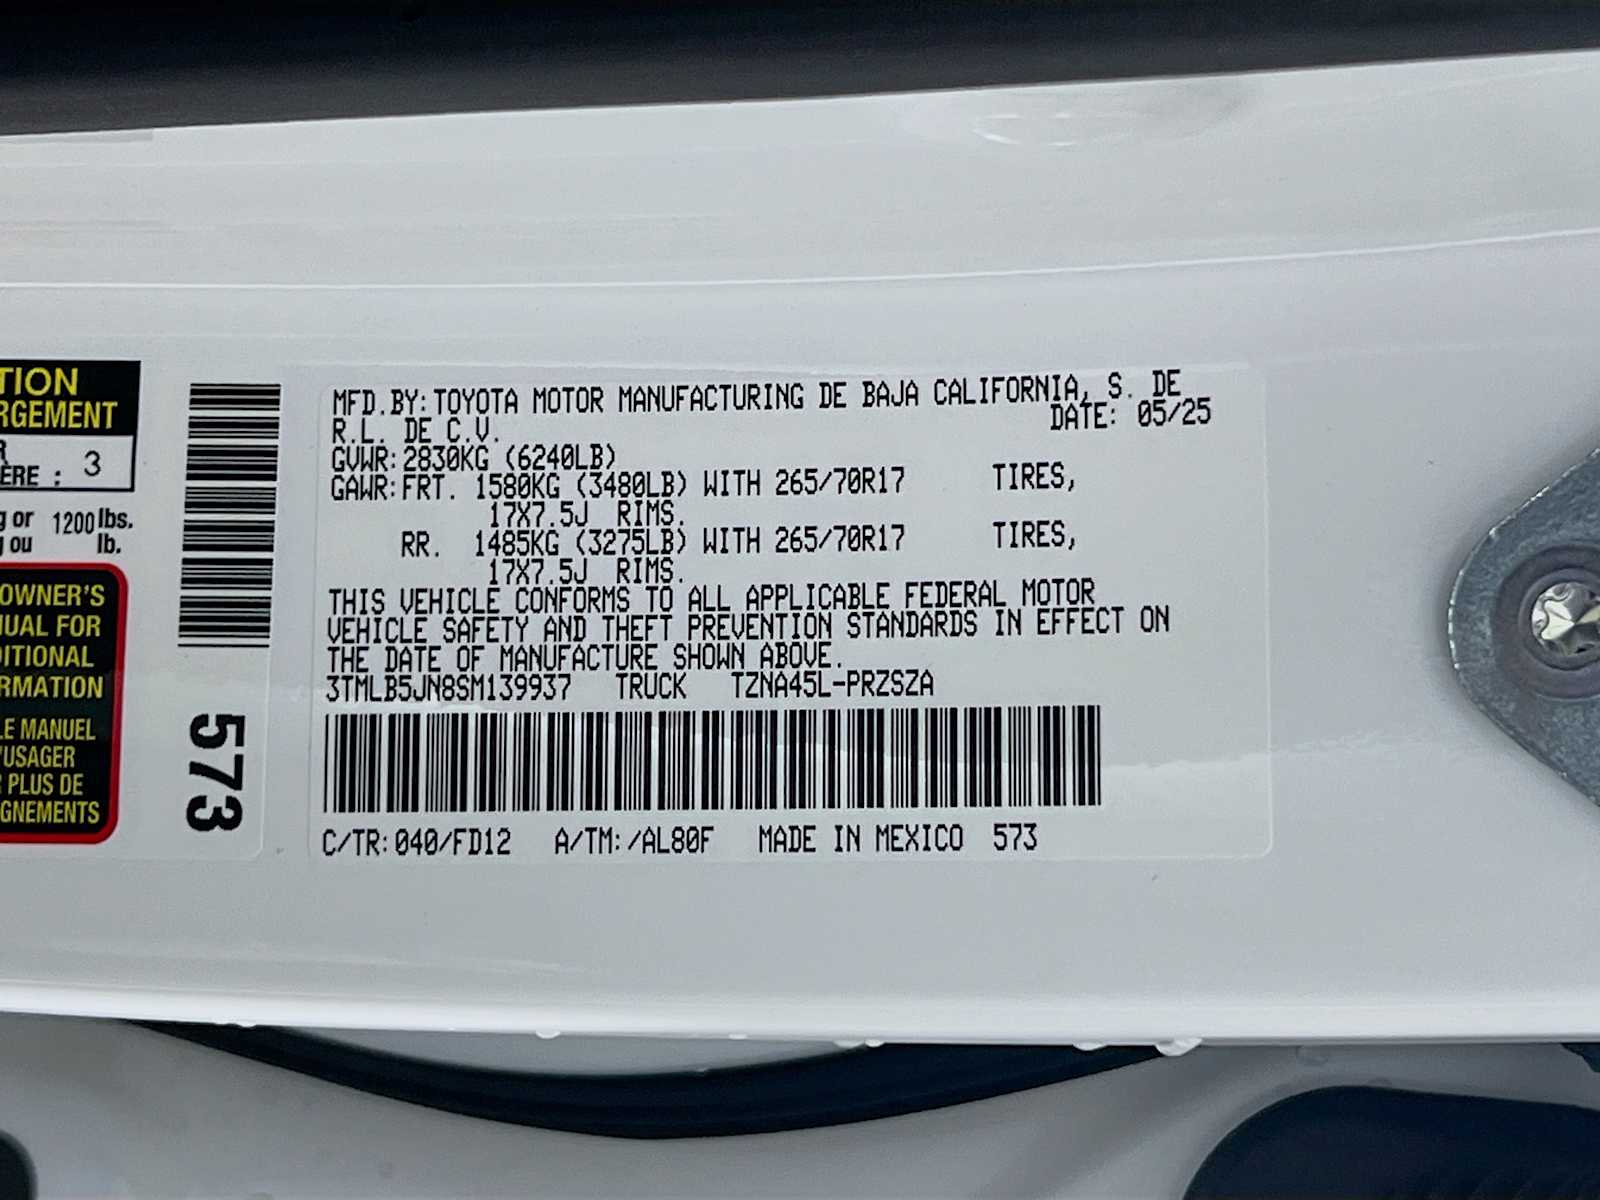 TION
RGEMENT
R
ÈRE : 3
g or 1200 lbs.
g ou lb.
OWNER'S
NUAL FOR
DITIONAL
RMATION
LE MANUEL
'USAGER
R PLUS DE
GNEMENTS
573
MFD.BY:TOYOTA MOTOR MANUFACTURING DE BAJA CALIFORNIA, S. DE
R.L. DE C.V. DATE: 05/25
GVWR:2830KG (6240LB)
GAWR:FRT. 1580KG (3480LB) WITH 265/70R17 TIRES,
17X7.5J RIMS.
RR. 1485KG (3275LB) WITH 265/70R17 TIRES,
17X7.5J RIMS.
THIS VEHICLE CONFORMS TO ALL APPLICABLE FEDERAL MOTOR
VEHICLE SAFETY AND THEFT PREVENTION STANDARDS IN EFFECT ON
THE DATE OF MANUFACTURE SHOWN ABOVE.
3TMLB5JN8SM139937 TRUCK TZNA45L-PRZSZA
C/TR:040/FD12 A/TM:/AL80F MADE IN MEXICO 573